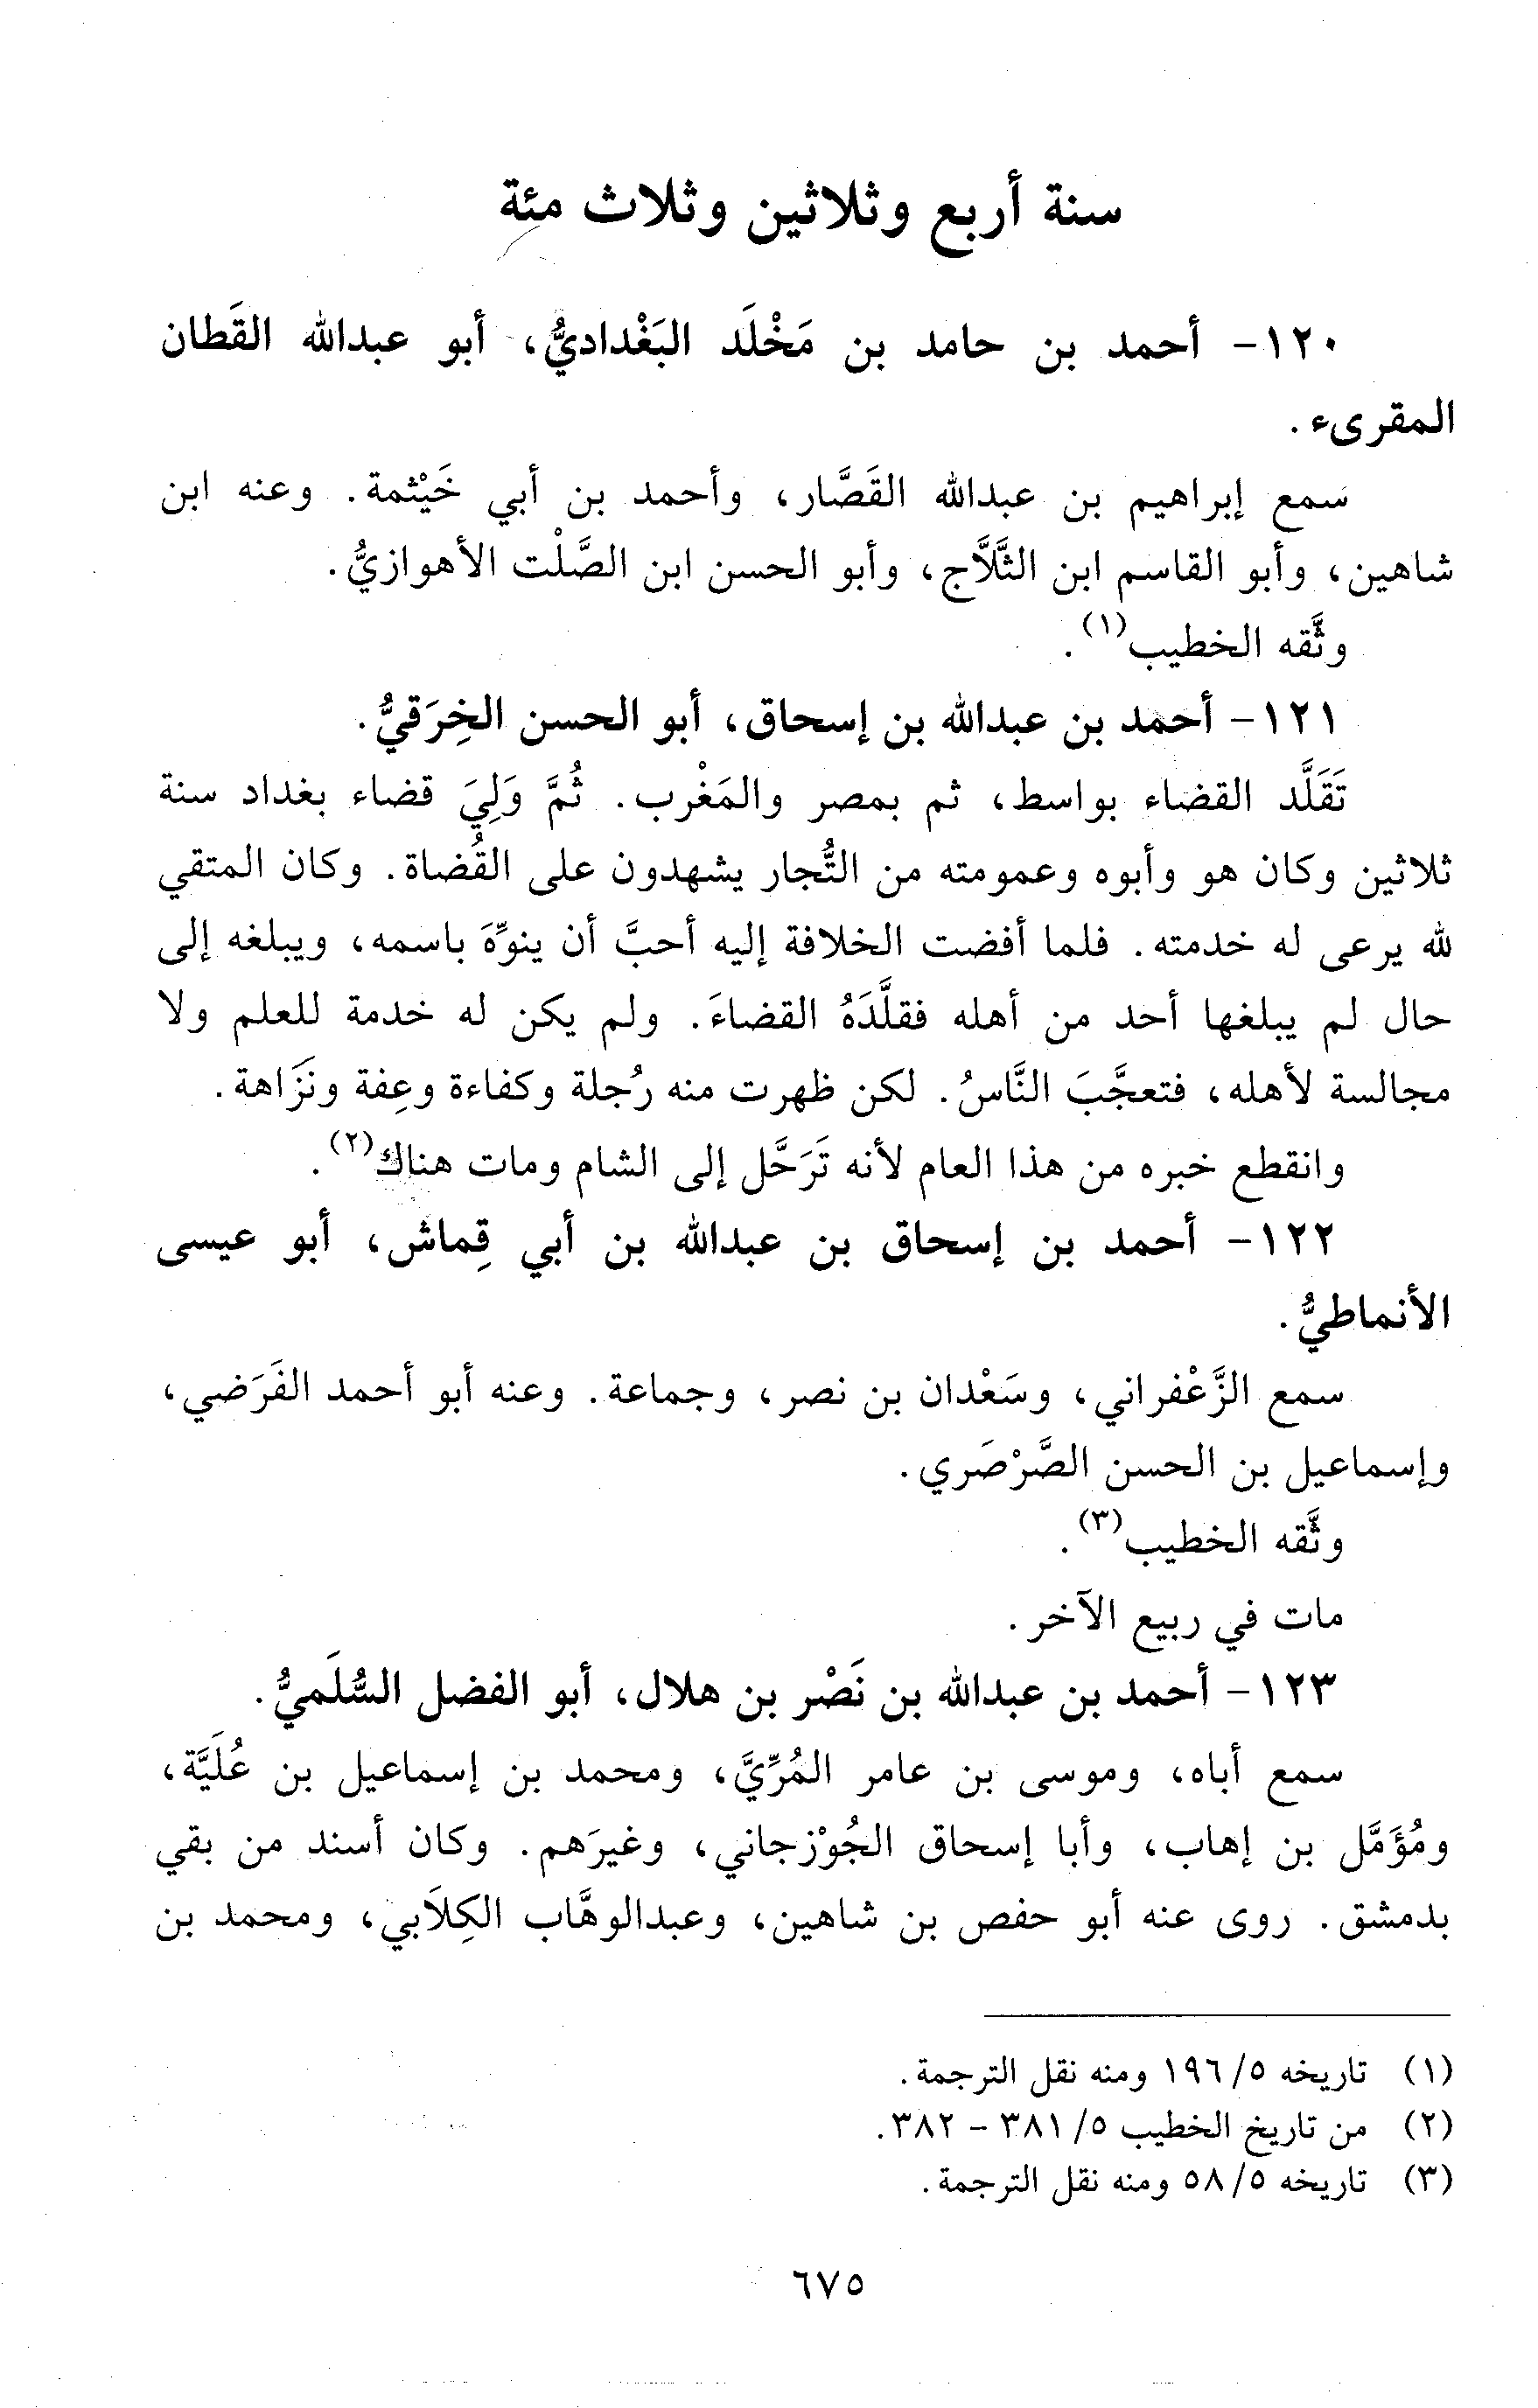 سنة أربع وثلاثين وثلاث مئة
١٢٠- أحمد بن حامد بن مَخْلَد البَغْداديُّ، أبو عبدالله القَطان
المقرىء.
سمع إبراهيم بن عبدالله القَصَّار، وأحمد بن أبي خَيْثمة. وعنه ابن
شاهين، وأبو القاسم ابن الثَّلَّاج، وأبو الحسن ابن الصَّلْت الأهوازيُّ.
وثَّقه الخطيب(١).
١٢١- أحمد بن عبدالله بن إسحاق، أبو الحسن الخِرَقيُّ.
تَقَلَّد القضاء بواسط، ثم بمصر والمَغْرب. ثُمَّ وَلِيَ قضاء بغداد سنة
ثلاثين وكان هو وأبوه وعمومته من التُّجار يشهدون على القُضاة. وكان المتقي
لله يرعى له خدمته. فلما أفضت الخلافة إليه أحبَّ أن ينوِّهَ باسمه، ويبلغه إلى
حال لم يبلغها أحد من أهله فقلَّدَهُ القضاءَ. ولم يكن له خدمة للعلم ولا
مجالسة لأهله، فتعجَّبَ النَّاسُ. لكن ظهرت منه رُجلة وكفاءة وعِفة ونَزَاهة.
وانقطع خبره من هذا العام لأنه تَرَحَّل إلى الشام ومات هناك(٢).
١٢٢- أحمد بن إسحاق بن عبدالله بن أبي قِماش، أبو عيسى
الأنماطيُّ.
سمع الزَّعْفراني، وسَعْدان بن نصر، وجماعة. وعنه أبو أحمد الفَرَضي،
وإسماعيل بن الحسن الصَّرْصَري.
وثَّقه الخطيب(٣).
مات في ربيع الآخر.
١٢٣- أحمد بن عبدالله بن نَصْر بن هلال، أبو الفضل السُّلَميُّ.
سمع أباه، وموسى بن عامر المُرِّيَّ، ومحمد بن إسماعيل بن عُلَيَّة،
ومُؤَمَّل بن إهاب، وأبا إسحاق الجُوْزجاني، وغيرَهم. وكان أسند من بقي
بدمشق. روى عنه أبو حفص بن شاهين، وعبدالوهَّاب الكِلَابي، ومحمد بن
(١) تاريخه ٥/ ١٩٦ ومنه نقل الترجمة.
(٢) من تاريخ الخطيب ٥/ ٣٨١ - ٣٨٢.
(٣) تاريخه ٥/ ٥٨ ومنه نقل الترجمة.
٦٧٥